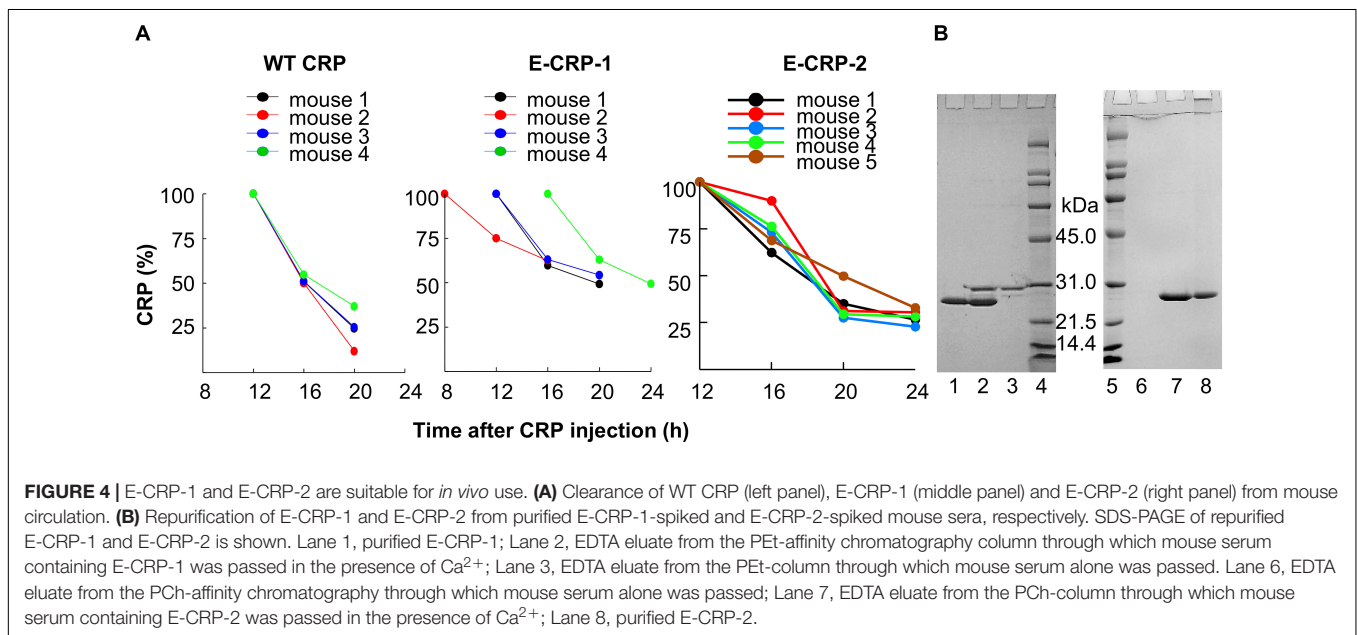 A
B
WT CRP
mouse 1
mouse 2
mouse 3
mouse 4
E-CRP-1
mouse 1
mouse 2
mouse 3
mouse 4
E-CRP-2
mouse 1
mouse 2
mouse 3
mouse 4
mouse 5
CRP (%)
100
75
50
25
8 12 16 20 24
100
75
50
25
8 12 16 20 24
100
75
50
25
12 16 20 24
Time after CRP injection (h)
kDa
45.0
31.0
21.5
14.4
1 2 3 4
5 6 7 8
FIGURE 4 | E-CRP-1 and E-CRP-2 are suitable for in vivo use. (A) Clearance of WT CRP (left panel), E-CRP-1 (middle panel) and E-CRP-2 (right panel) from mouse
circulation. (B) Repurification of E-CRP-1 and E-CRP-2 from purified E-CRP-1-spiked and E-CRP-2-spiked mouse sera, respectively. SDS-PAGE of repurified
E-CRP-1 and E-CRP-2 is shown. Lane 1, purified E-CRP-1; Lane 2, EDTA eluate from the PEt-affinity chromatography column through which mouse serum
containing E-CRP-1 was passed in the presence of Ca²⁺; Lane 3, EDTA eluate from the PEt-column through which mouse serum alone was passed. Lane 6, EDTA
eluate from the PCh-affinity chromatography through which mouse serum alone was passed; Lane 7, EDTA eluate from the PCh-column through which mouse
serum containing E-CRP-2 was passed in the presence of Ca²⁺; Lane 8, purified E-CRP-2.